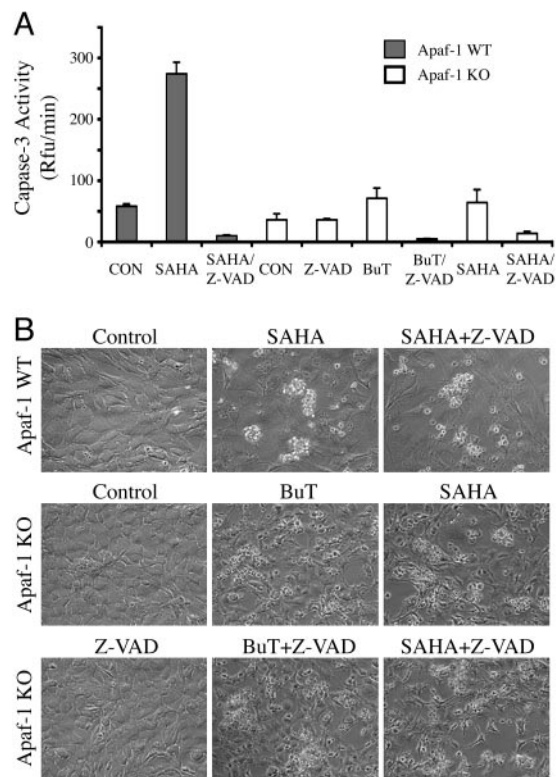 A
Capase-3 Activity
(Rfu/min)
300
200
100
0
Apaf-1 WT
Apaf-1 KO
CON
SAHA
SAHA/
Z-VAD
CON
Z-VAD
BuT
BuT/
Z-VAD
SAHA
SAHA/
Z-VAD
B
Control
SAHA
SAHA+Z-VAD
Apaf-1 WT
Control
BuT
SAHA
Apaf-1 KO
Z-VAD
BuT+Z-VAD
SAHA+Z-VAD
Apaf-1 KO